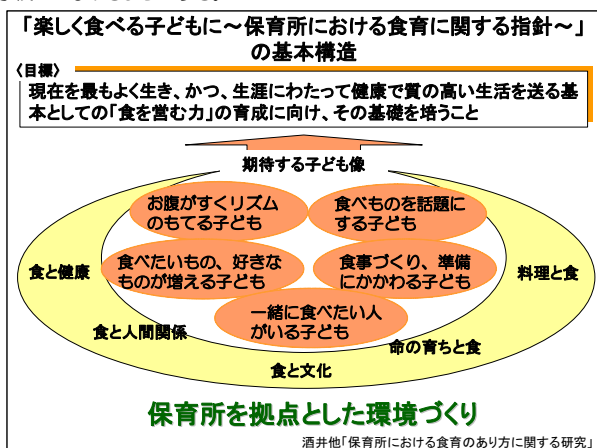 「楽しく食べる子どもに～保育所における食育に関する指針～」
の基本構造
〈目標〉
現在を最もよく生き、かつ、生涯にわたって健康で質の高い生活を送る基
本としての「食を営む力」の育成に向け、その基礎を培うこと
期待する子ども像
お腹がすくリズム
のもてる子ども
食べものを話題に
する子ども
食べたいもの、好きな
ものが増える子ども
食事づくり、準備
にかかわる子ども
一緒に食べたい人
がいる子ども
食と健康
料理と食
食と人間関係
命の育ちと食
食と文化
保育所を拠点とした環境づくり
酒井他「保育所における食育のあり方に関する研究」